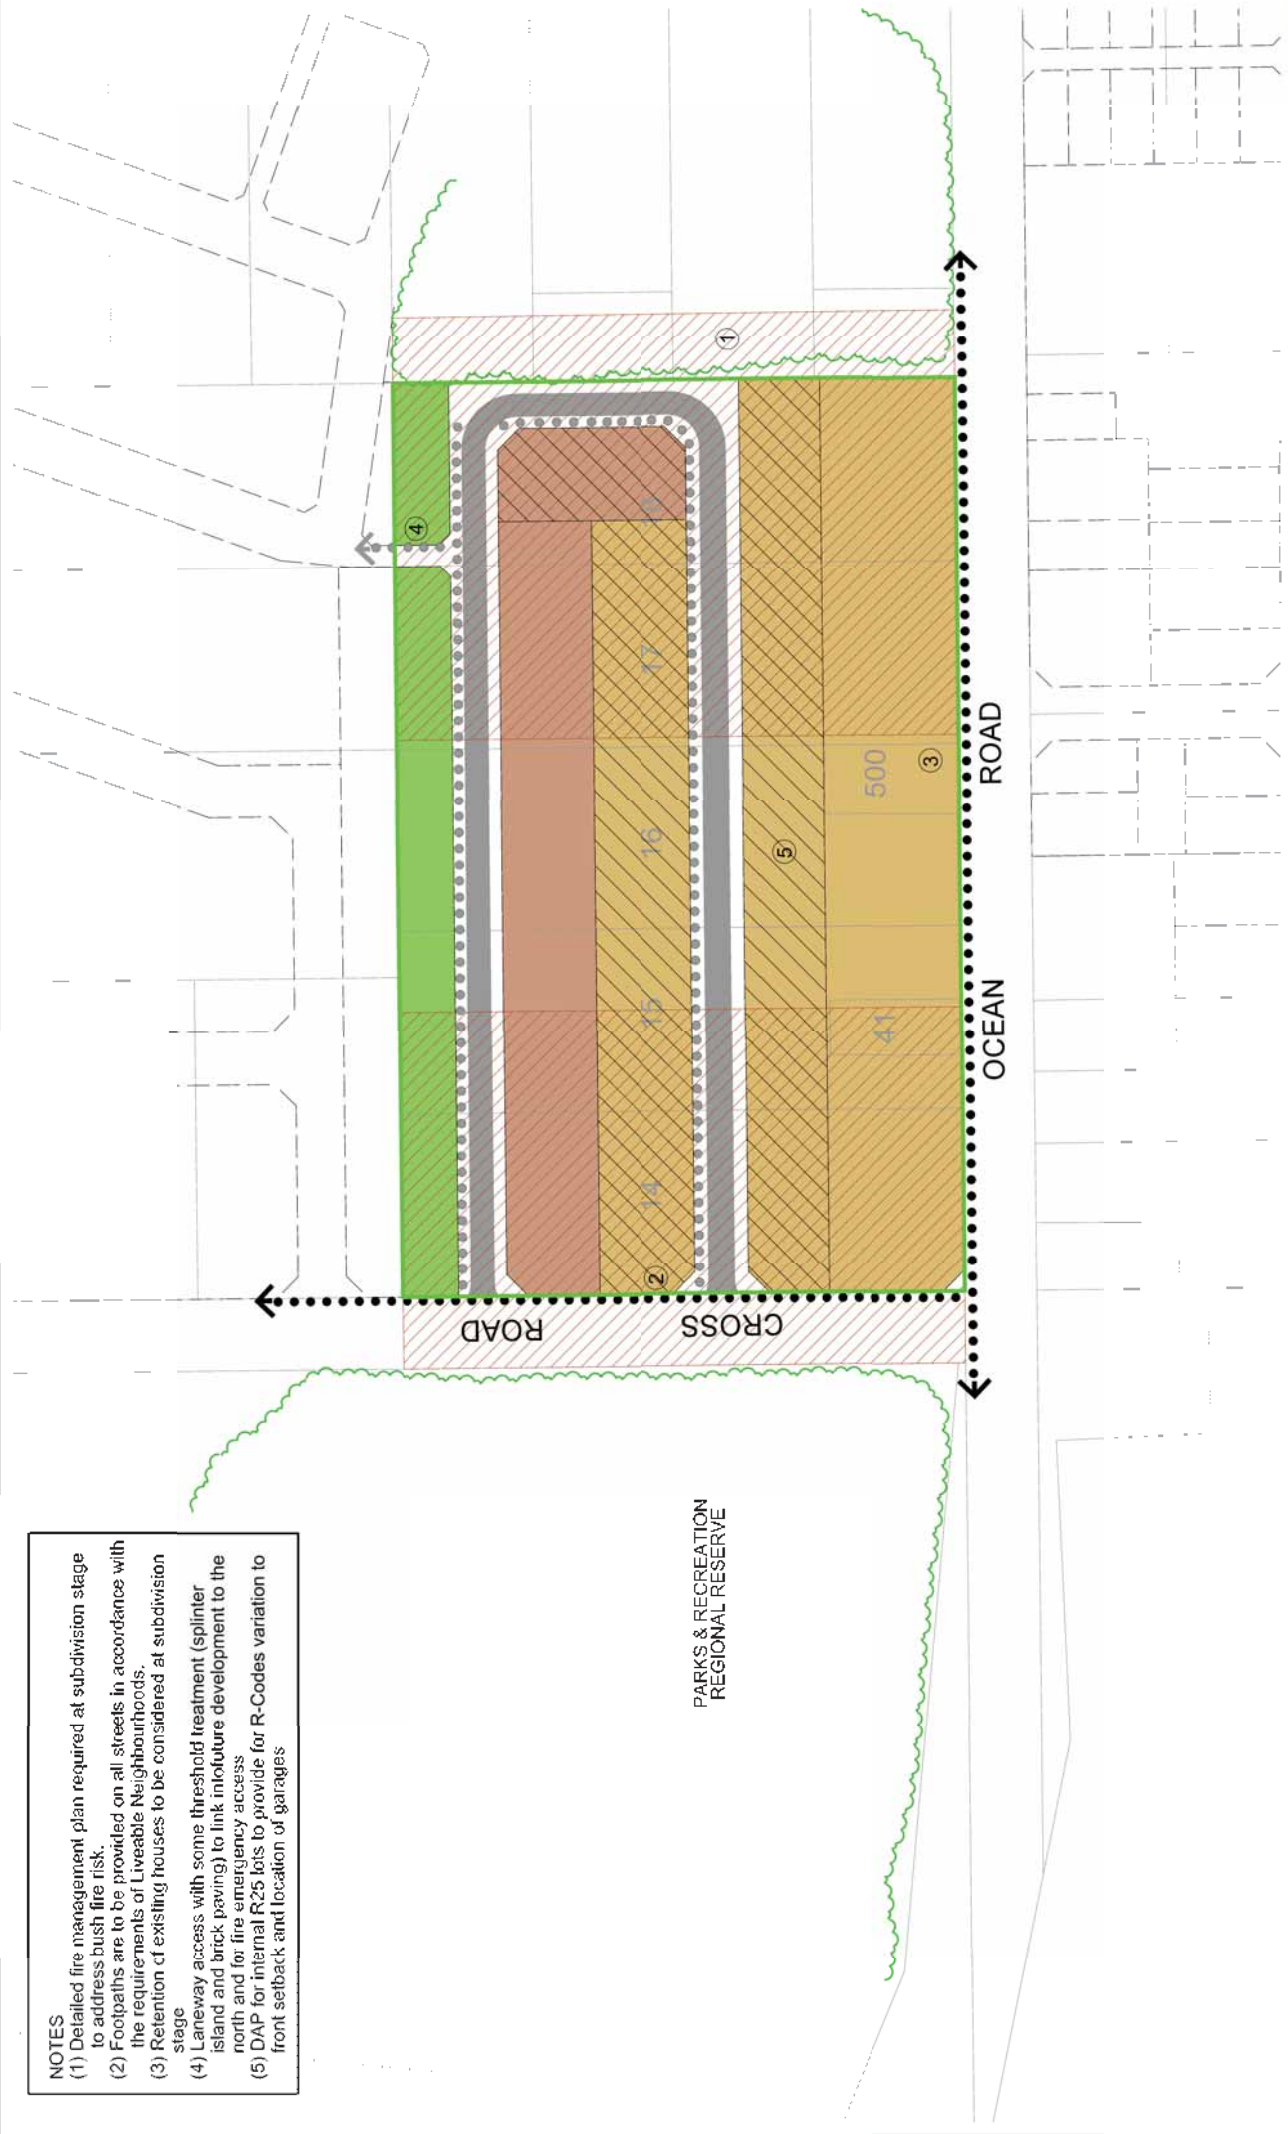 NOTES
(1) Detailed fire management plan required at subdivision stage
to address bush fire risk.
(2) Footpaths are to be provided on all streets in accordance with
the requirements of Liveable Neighbourhoods.
(3) Retention of existing houses to be considered at subdivision
stage
(4) Laneway access with some threshold treatment (splinter
island and brick paving) to link intofuture development to the
north and for fire emergency access
(5) DAP for internal R25 lots to provide for R-Codes variation to
front setback and location of garages
PARKS & RECREATION
REGIONAL RESERVE
CROSS
ROAD
OCEAN
ROAD
14
15
16
17
18
41
500
1
2
3
4
5